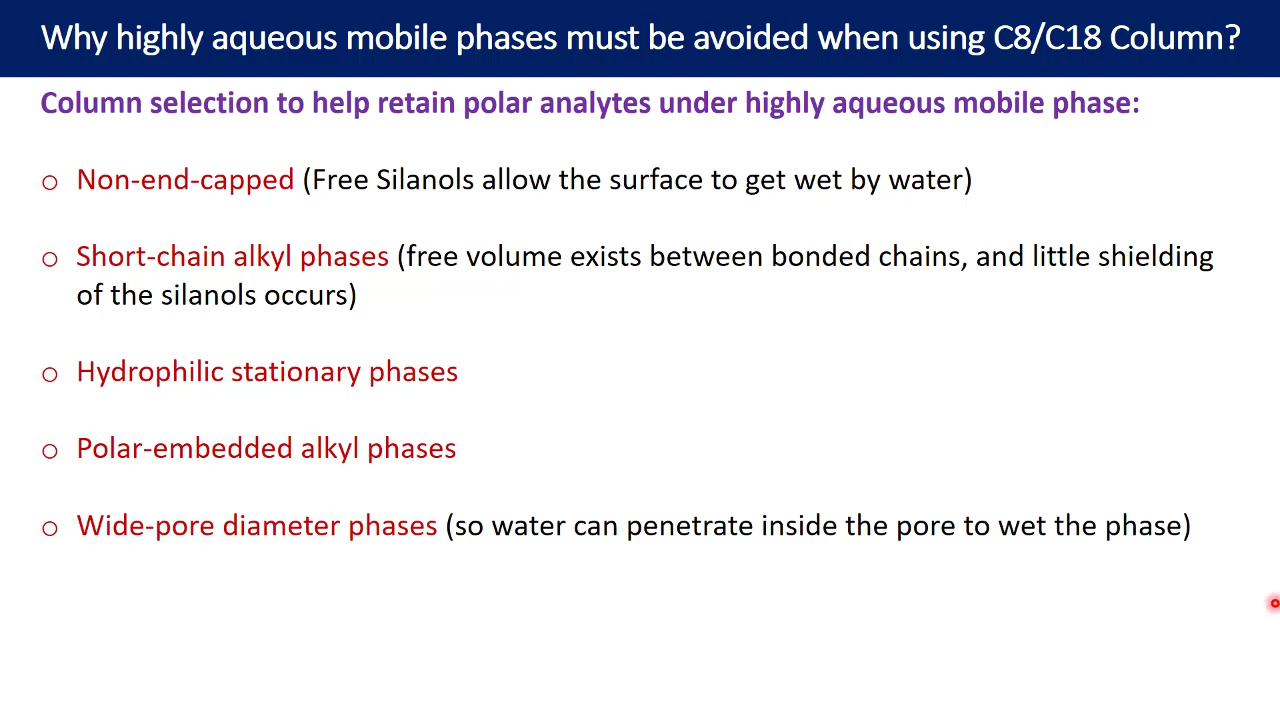 Why highly aqueous mobile phases must be avoided when using C8/C18 Column?
Column selection to help retain polar analytes under highly aqueous mobile phase:
o Non-end-capped (Free Silanols allow the surface to get wet by water)
o Short-chain alkyl phases (free volume exists between bonded chains, and little shielding
of the silanols occurs)
o Hydrophilic stationary phases
o Polar-embedded alkyl phases
o Wide-pore diameter phases (so water can penetrate inside the pore to wet the phase)